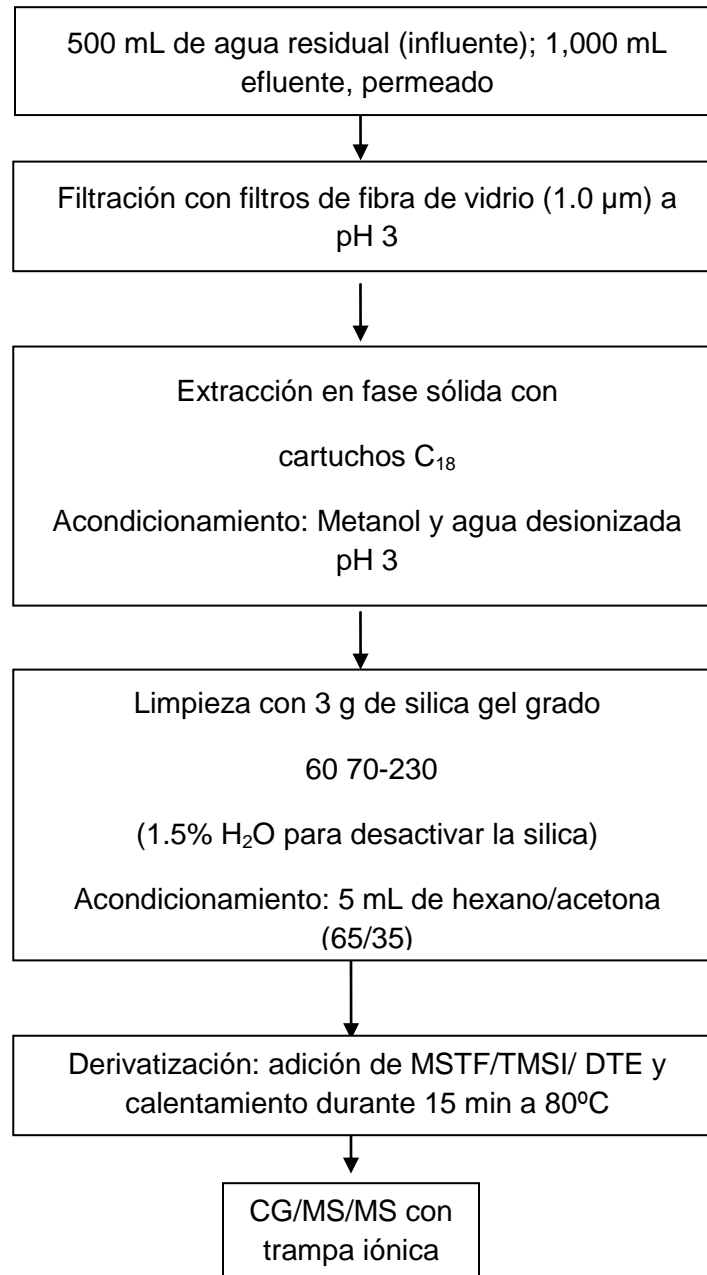 500 mL de agua residual (influente); 1,000 mL
efluente, permeado
Filtración con filtros de fibra de vidrio (1.0 µm) a
pH 3
Extracción en fase sólida con
cartuchos C₁₈
Acondicionamiento: Metanol y agua desionizada
pH 3
Limpieza con 3 g de silica gel grado
60 70-230
(1.5% H₂O para desactivar la silica)
Acondicionamiento: 5 mL de hexano/acetona
(65/35)
Derivatización: adición de MSTF/TMSI/ DTE y
calentamiento durante 15 min a 80ºC
CG/MS/MS con
trampa iónica